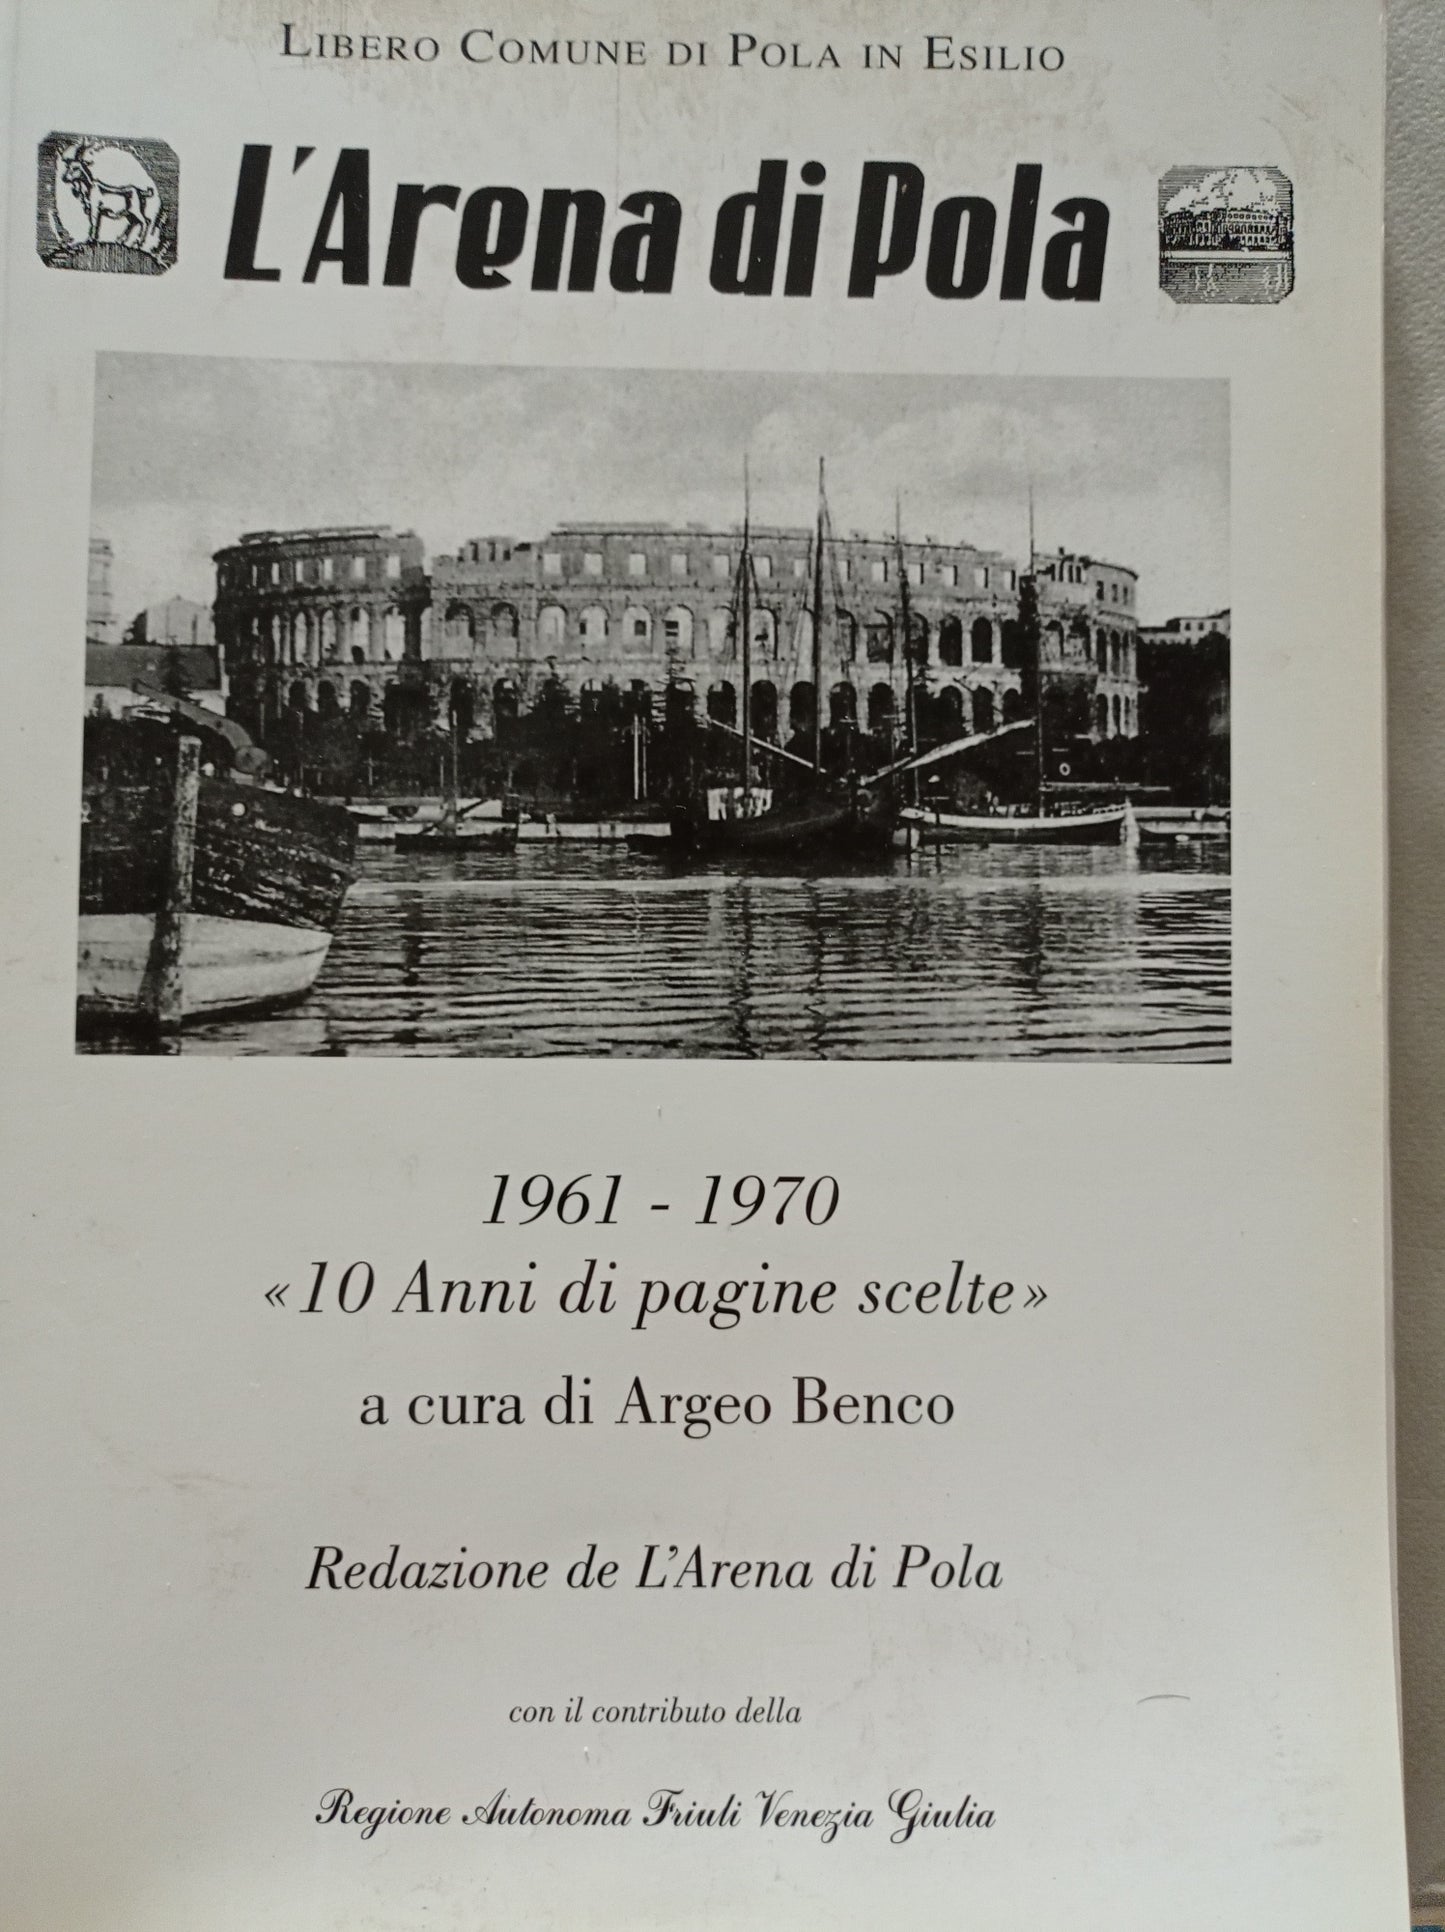 LIBERO COMUNE DI POLA IN ESILIO
L'Arena di Pola
1961 - 1970
«10 Anni di pagine scelte»
a cura di Argeo Benco
Redazione de L'Arena di Pola
con il contributo della
Regione Autonoma Friuli Venezia Giulia